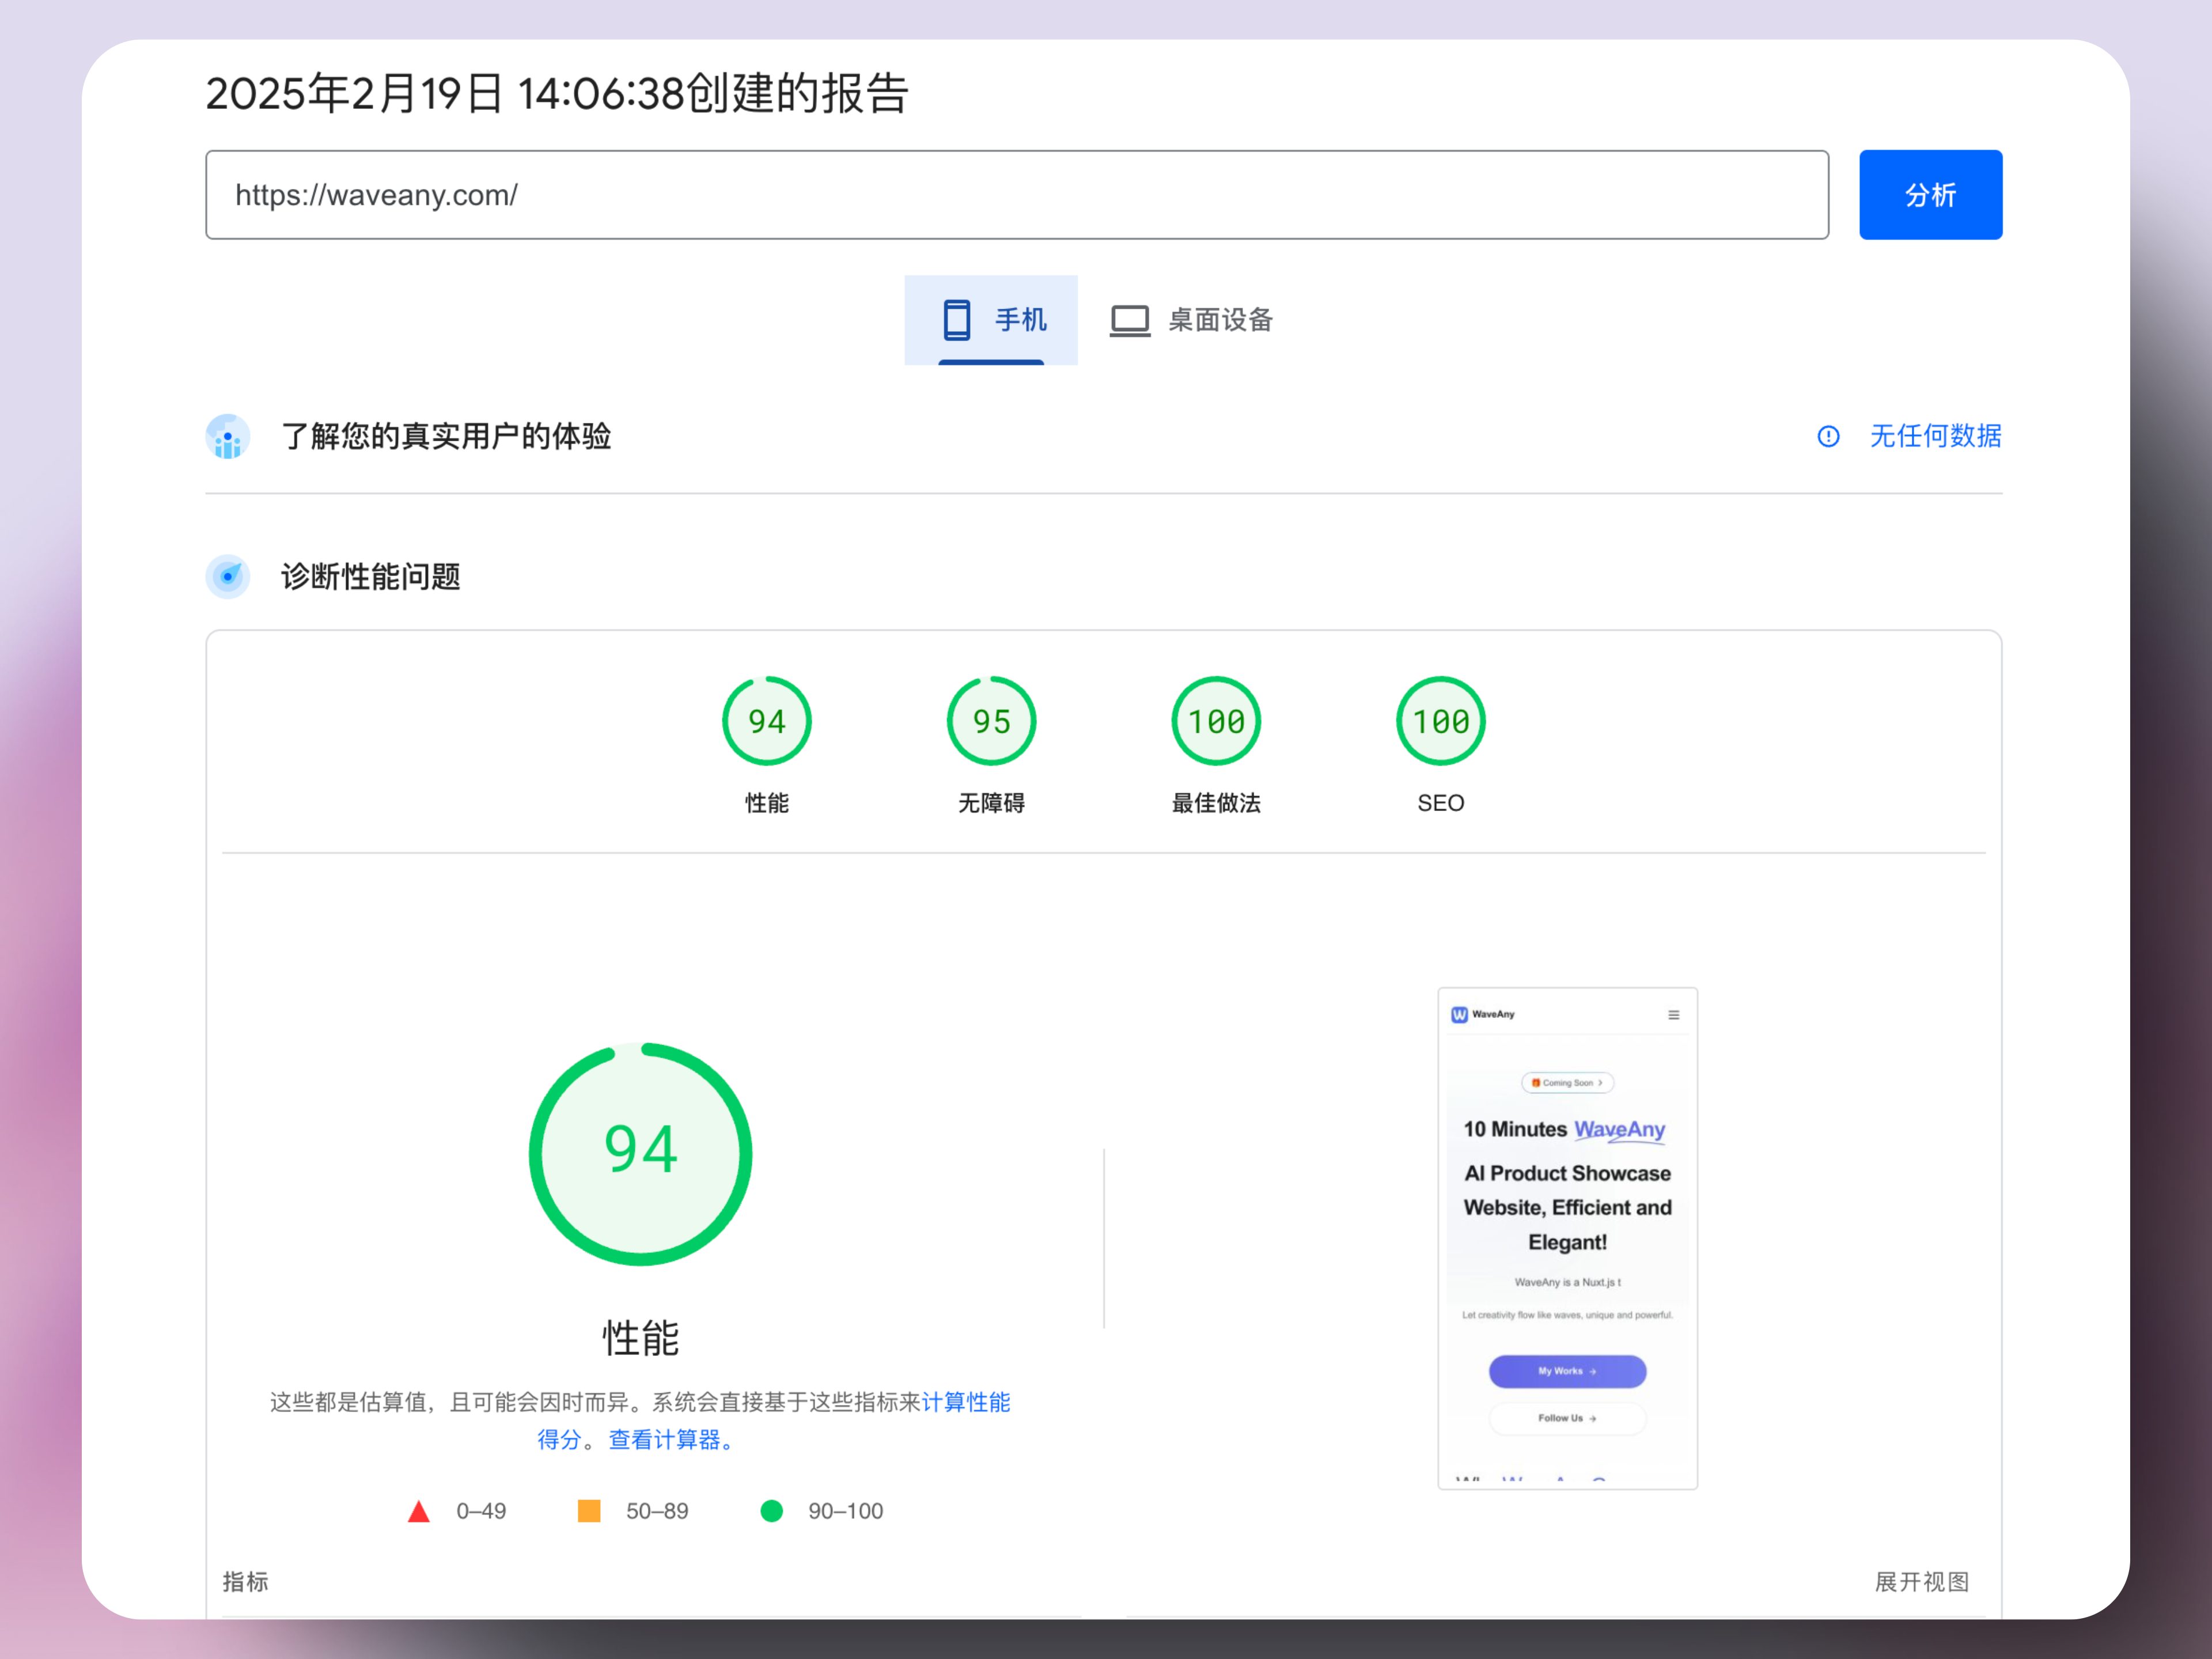 2025年2月19日 14:06:38创建的报告
https://waveany.com/
分析
手机
桌面设备
了解您的真实用户的体验
无任何数据
诊断性能问题
94
95
100
100
性能
无障碍
最佳做法
SEO
94
性能
这些都是估算值，且可能会因时而异。系统会直接基于这些指标来计算性能
得分。查看计算器。
0–49
50–89
90–100
W WaveAny
Coming Soon
10 Minutes WaveAny
AI Product Showcase
Website, Efficient and
Elegant!
WaveAny is a Nuxt.js t
Let creativity flow like waves, unique and powerful.
My Works →
Follow Us →
指标
展开视图